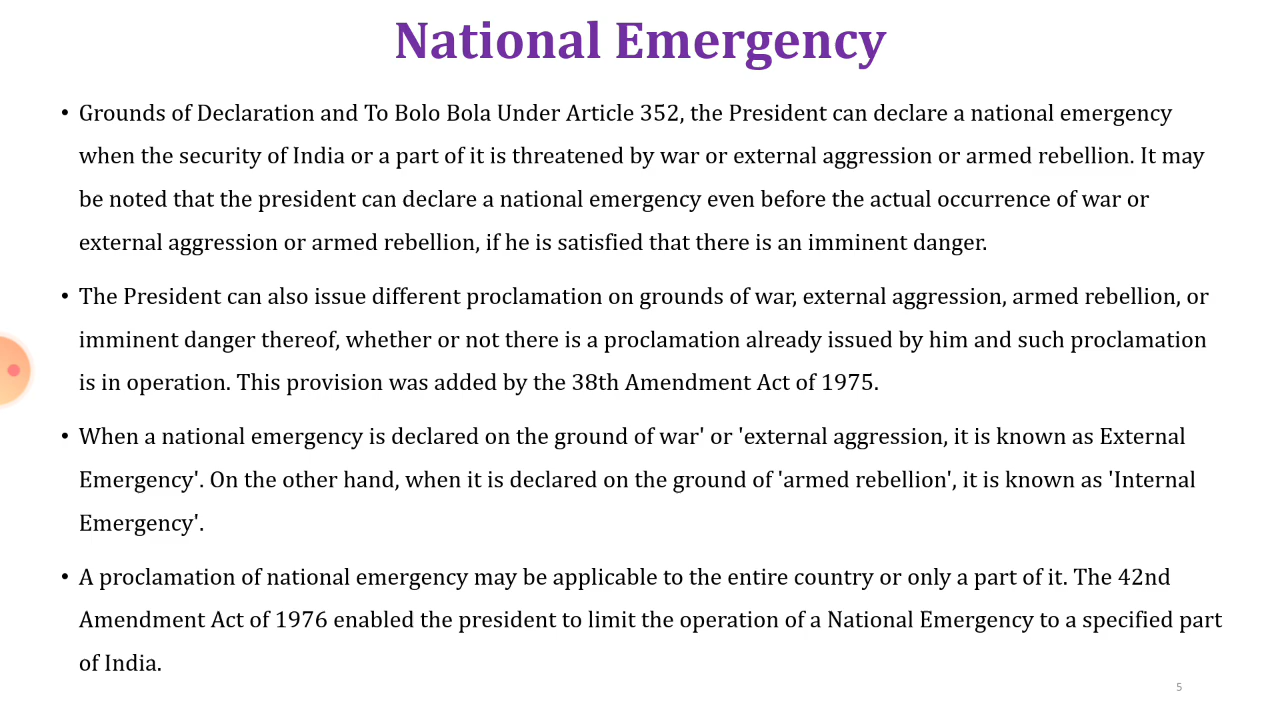 National Emergency
• Grounds of Declaration and To Bolo Bola Under Article 352, the President can declare a national emergency
when the security of India or a part of it is threatened by war or external aggression or armed rebellion. It may
be noted that the president can declare a national emergency even before the actual occurrence of war or
external aggression or armed rebellion, if he is satisfied that there is an imminent danger.
• The President can also issue different proclamation on grounds of war, external aggression, armed rebellion, or
imminent danger thereof, whether or not there is a proclamation already issued by him and such proclamation
is in operation. This provision was added by the 38th Amendment Act of 1975.
• When a national emergency is declared on the ground of war' or 'external aggression, it is known as External
Emergency'. On the other hand, when it is declared on the ground of 'armed rebellion', it is known as 'Internal
Emergency'.
• A proclamation of national emergency may be applicable to the entire country or only a part of it. The 42nd
Amendment Act of 1976 enabled the president to limit the operation of a National Emergency to a specified part
of India.
5